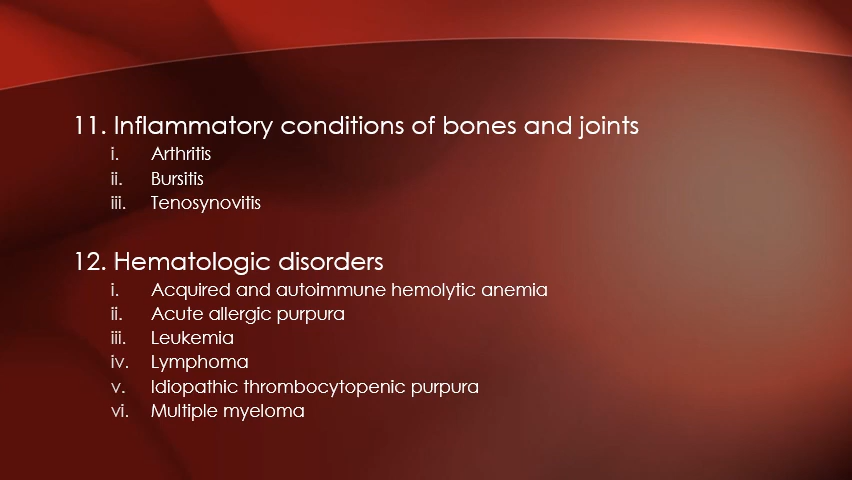 11. Inflammatory conditions of bones and joints
i. Arthritis
ii. Bursitis
iii. Tenosynovitis
12. Hematologic disorders
i. Acquired and autoimmune hemolytic anemia
ii. Acute allergic purpura
iii. Leukemia
iv. Lymphoma
v. Idiopathic thrombocytopenic purpura
vi. Multiple myeloma